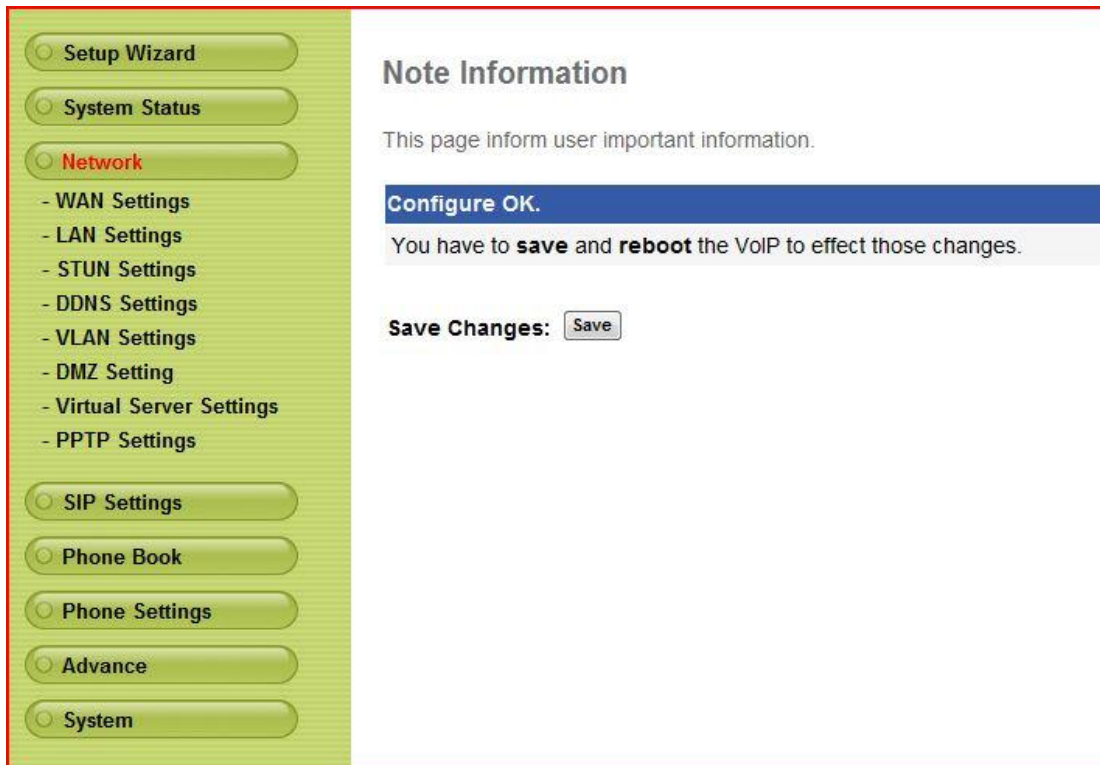 Setup Wizard
System Status
Network
- WAN Settings
- LAN Settings
- STUN Settings
- DDNS Settings
- VLAN Settings
- DMZ Setting
- Virtual Server Settings
- PPTP Settings
SIP Settings
Phone Book
Phone Settings
Advance
System
Note Information
This page inform user important information.
Configure OK.
You have to save and reboot the VoIP to effect those changes.
Save Changes: Save